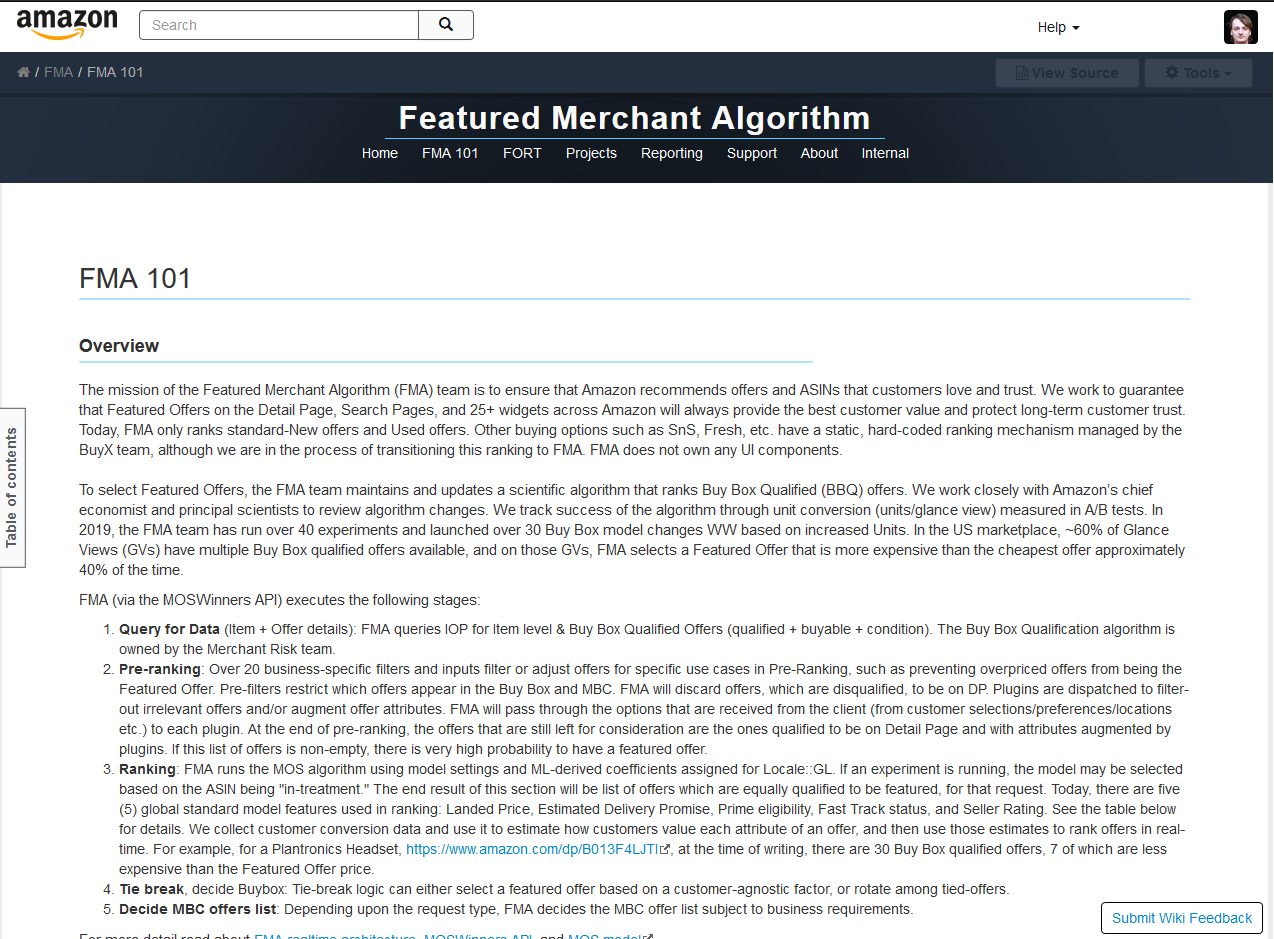 amazon
Search
Help
/ FMA / FMA 101
View Source
Tools
Featured Merchant Algorithm
Home FMA 101 FORT Projects Reporting Support About Internal
FMA 101
Overview
The mission of the Featured Merchant Algorithm (FMA) team is to ensure that Amazon recommends offers and ASINs that customers love and trust. We work to guarantee
that Featured Offers on the Detail Page, Search Pages, and 25+ widgets across Amazon will always provide the best customer value and protect long-term customer trust.
Today, FMA only ranks standard-New offers and Used offers. Other buying options such as SnS, Fresh, etc. have a static, hard-coded ranking mechanism managed by the
BuyX team, although we are in the process of transitioning this ranking to FMA. FMA does not own any UI components.
Table of contents
To select Featured Offers, the FMA team maintains and updates a scientific algorithm that ranks Buy Box Qualified (BBQ) offers. We work closely with Amazon's chief
economist and principal scientists to review algorithm changes. We track success of the algorithm through unit conversion (units/glance view) measured in A/B tests. In
2019, the FMA team has run over 40 experiments and launched over 30 Buy Box model changes WW based on increased Units. In the US marketplace, ~60% of Glance
Views (GVs) have multiple Buy Box qualified offers available, and on those GVs, FMA selects a Featured Offer that is more expensive than the cheapest offer approximately
40% of the time.
FMA (via the MOSWinners API) executes the following stages:
1. Query for Data (Item + Offer details): FMA queries IOP for Item level & Buy Box Qualified Offers (qualified + buyable + condition). The Buy Box Qualification algorithm is
owned by the Merchant Risk team.
2. Pre-ranking: Over 20 business-specific filters and inputs filter or adjust offers for specific use cases in Pre-Ranking, such as preventing overpriced offers from being the
Featured Offer. Pre-filters restrict which offers appear in the Buy Box and MBC. FMA will discard offers, which are disqualified, to be on DP. Plugins are dispatched to filter-
out irrelevant offers and/or augment offer attributes. FMA will pass through the options that are received from the client (from customer selections/preferences/locations
etc.) to each plugin. At the end of pre-ranking, the offers that are still left for consideration are the ones qualified to be on Detail Page and with attributes augmented by
plugins. If this list of offers is non-empty, there is very high probability to have a featured offer.
3. Ranking: FMA runs the MOS algorithm using model settings and ML-derived coefficients assigned for Locale::GL. If an experiment is running, the model may be selected
based on the ASIN being "in-treatment." The end result of this section will be list of offers which are equally qualified to be featured, for that request. Today, there are five
(5) global standard model features used in ranking: Landed Price, Estimated Delivery Promise, Prime eligibility, Fast Track status, and Seller Rating. See the table below
for details. We collect customer conversion data and use it to estimate how customers value each attribute of an offer, and then use those estimates to rank offers in real-
time. For example, for a Plantronics Headset, https://www.amazon.com/dp/B013F4LJTI, at the time of writing, there are 30 Buy Box qualified offers, 7 of which are less
expensive than the Featured Offer price.
4. Tie break, decide Buybox: Tie-break logic can either select a featured offer based on a customer-agnostic factor, or rotate among tied-offers.
5. Decide MBC offers list: Depending upon the request type, FMA decides the MBC offer list subject to business requirements.
Submit Wiki Feedback
For more detail read about FMA realtime architecture, MOSWinners API, and MOS model